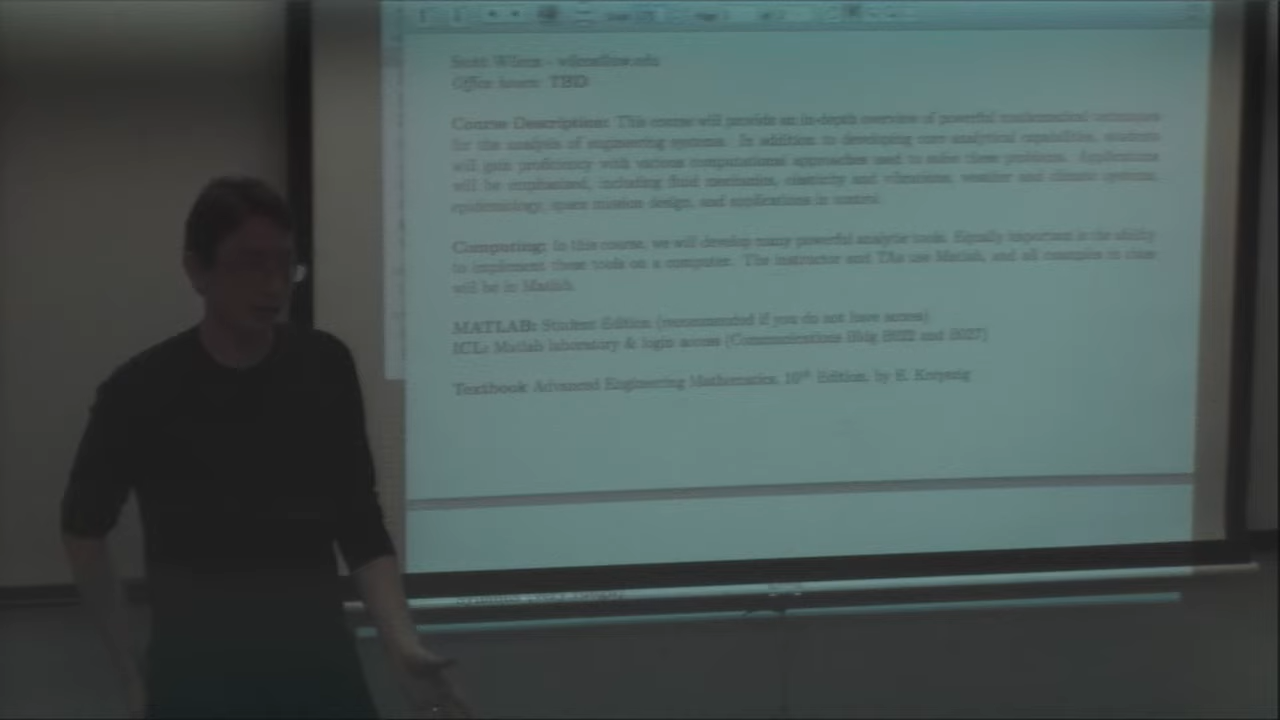 Office hours: TBD
Course Description: This course will provide an in-depth overview of powerful mathematical techniques
for the analysis of engineering systems. In addition to developing core analytical capabilities, students
will gain proficiency with various computational approaches used to solve these problems. Applications
will be emphasized, including fluid mechanics, elasticity and vibrations, weather and climate systems,
epidemiology, space mission design, and applications in control.
Computing: In this course, we will develop many powerful analytic tools. Equally important is the ability
to implement these tools on a computer. The instructor and TAs use Matlab, and all examples in class
will be in Matlab.
MATLAB: Student Edition (recommended if you do not have access)
ICL: Matlab laboratory & login access (Communications Bldg B022 and B027)
Textbook Advanced Engineering Mathematics, 10th Edition, by E. Kreyszig